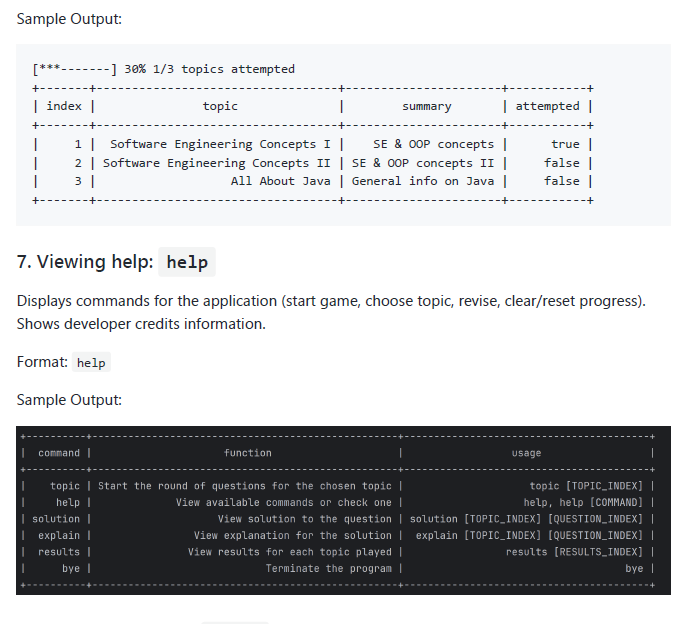 Sample Output:
[***-------] 30% 1/3 topics attempted
+-------+---------------------------------+----------------------+-----------+
| index |              topic              |       summary        | attempted |
+-------+---------------------------------+----------------------+-----------+
|     1 |  Software Engineering Concepts I |    SE & OOP concepts |      true |
|     2 | Software Engineering Concepts II | SE & OOP concepts II |     false |
|     3 |                   All About Java | General info on Java |     false |
+-------+---------------------------------+----------------------+-----------+
7. Viewing help: help
Displays commands for the application (start game, choose topic, revise, clear/reset progress).
Shows developer credits information.
Format: help
Sample Output:
+----------+---------------------------------------------------+-----------------------------------------+
|  command |                     function                      |                  usage                  |
+----------+---------------------------------------------------+-----------------------------------------+
|    topic | Start the round of questions for the chosen topic |                     topic [TOPIC_INDEX] |
|     help |              View available commands or check one |                    help, help [COMMAND] |
| solution |                     View solution to the question | solution [TOPIC_INDEX] [QUESTION_INDEX] |
|  explain |                 View explanation for the solution |  explain [TOPIC_INDEX] [QUESTION_INDEX] |
|  results |                View results for each topic played |                 results [RESULTS_INDEX] |
|      bye |                             Terminate the program |                                     bye |
+----------+---------------------------------------------------+-----------------------------------------+